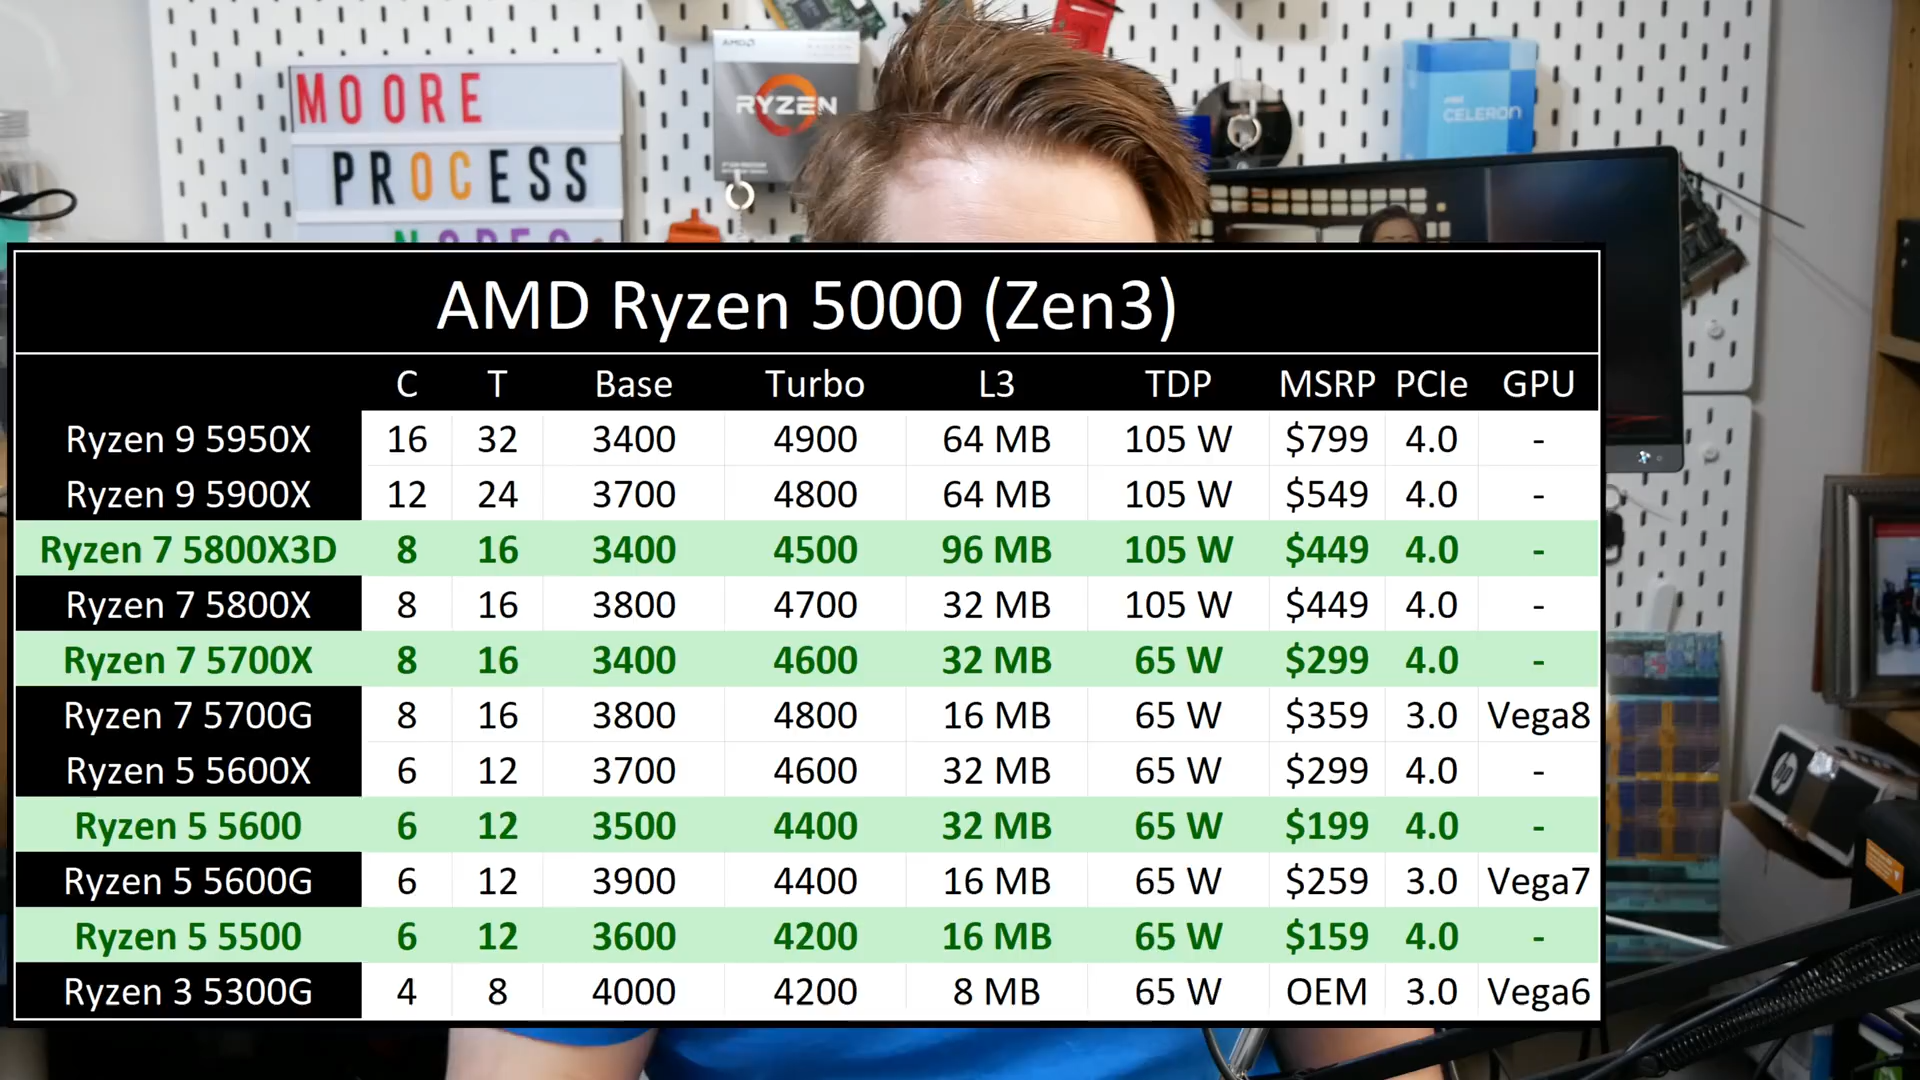 MOORE
PROCESS
NODES
AMD
RYZEN
CELERON
hp
AMD Ryzen 5000 (Zen3)
C T Base Turbo L3 TDP MSRP PCIe GPU
Ryzen 9 5950X 16 32 3400 4900 64 MB 105 W $799 4.0 -
Ryzen 9 5900X 12 24 3700 4800 64 MB 105 W $549 4.0 -
Ryzen 7 5800X3D 8 16 3400 4500 96 MB 105 W $449 4.0 -
Ryzen 7 5800X 8 16 3800 4700 32 MB 105 W $449 4.0 -
Ryzen 7 5700X 8 16 3400 4600 32 MB 65 W $299 4.0 -
Ryzen 7 5700G 8 16 3800 4800 16 MB 65 W $359 3.0 Vega8
Ryzen 5 5600X 6 12 3700 4600 32 MB 65 W $299 4.0 -
Ryzen 5 5600 6 12 3500 4400 32 MB 65 W $199 4.0 -
Ryzen 5 5600G 6 12 3900 4400 16 MB 65 W $259 3.0 Vega7
Ryzen 5 5500 6 12 3600 4200 16 MB 65 W $159 4.0 -
Ryzen 3 5300G 4 8 4000 4200 8 MB 65 W OEM 3.0 Vega6